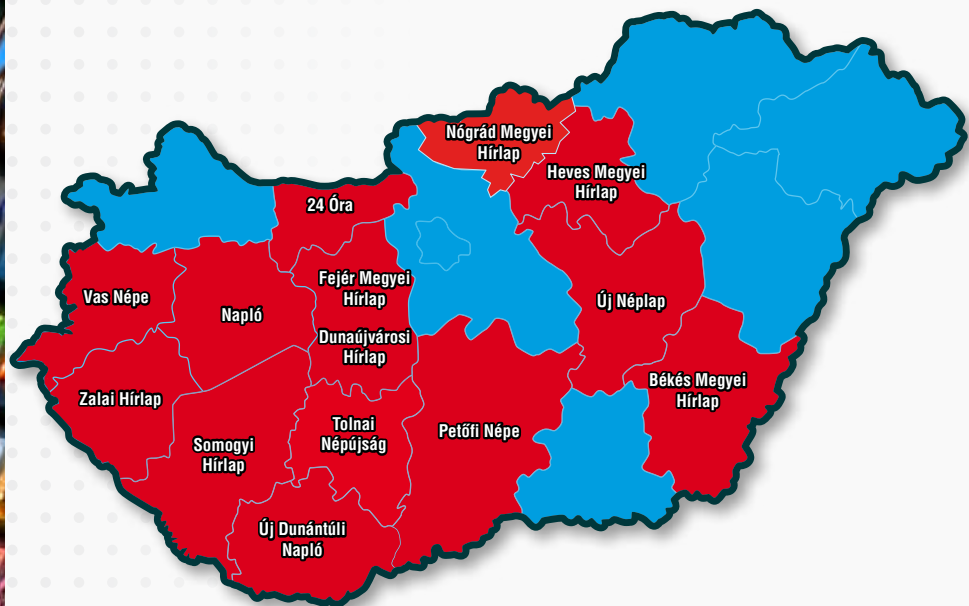 Nógrád Megyei
Hírlap
Heves Megyei
Hírlap
24 Óra
Vas Népe
Napló
Fejér Megyei
Hírlap
Dunaújvárosi
Hírlap
Új Néplap
Zalai Hírlap
Békés Megyei
Hírlap
Somogyi
Hírlap
Tolnai
Népújság
Petőfi Népe
Új Dunántúli
Napló